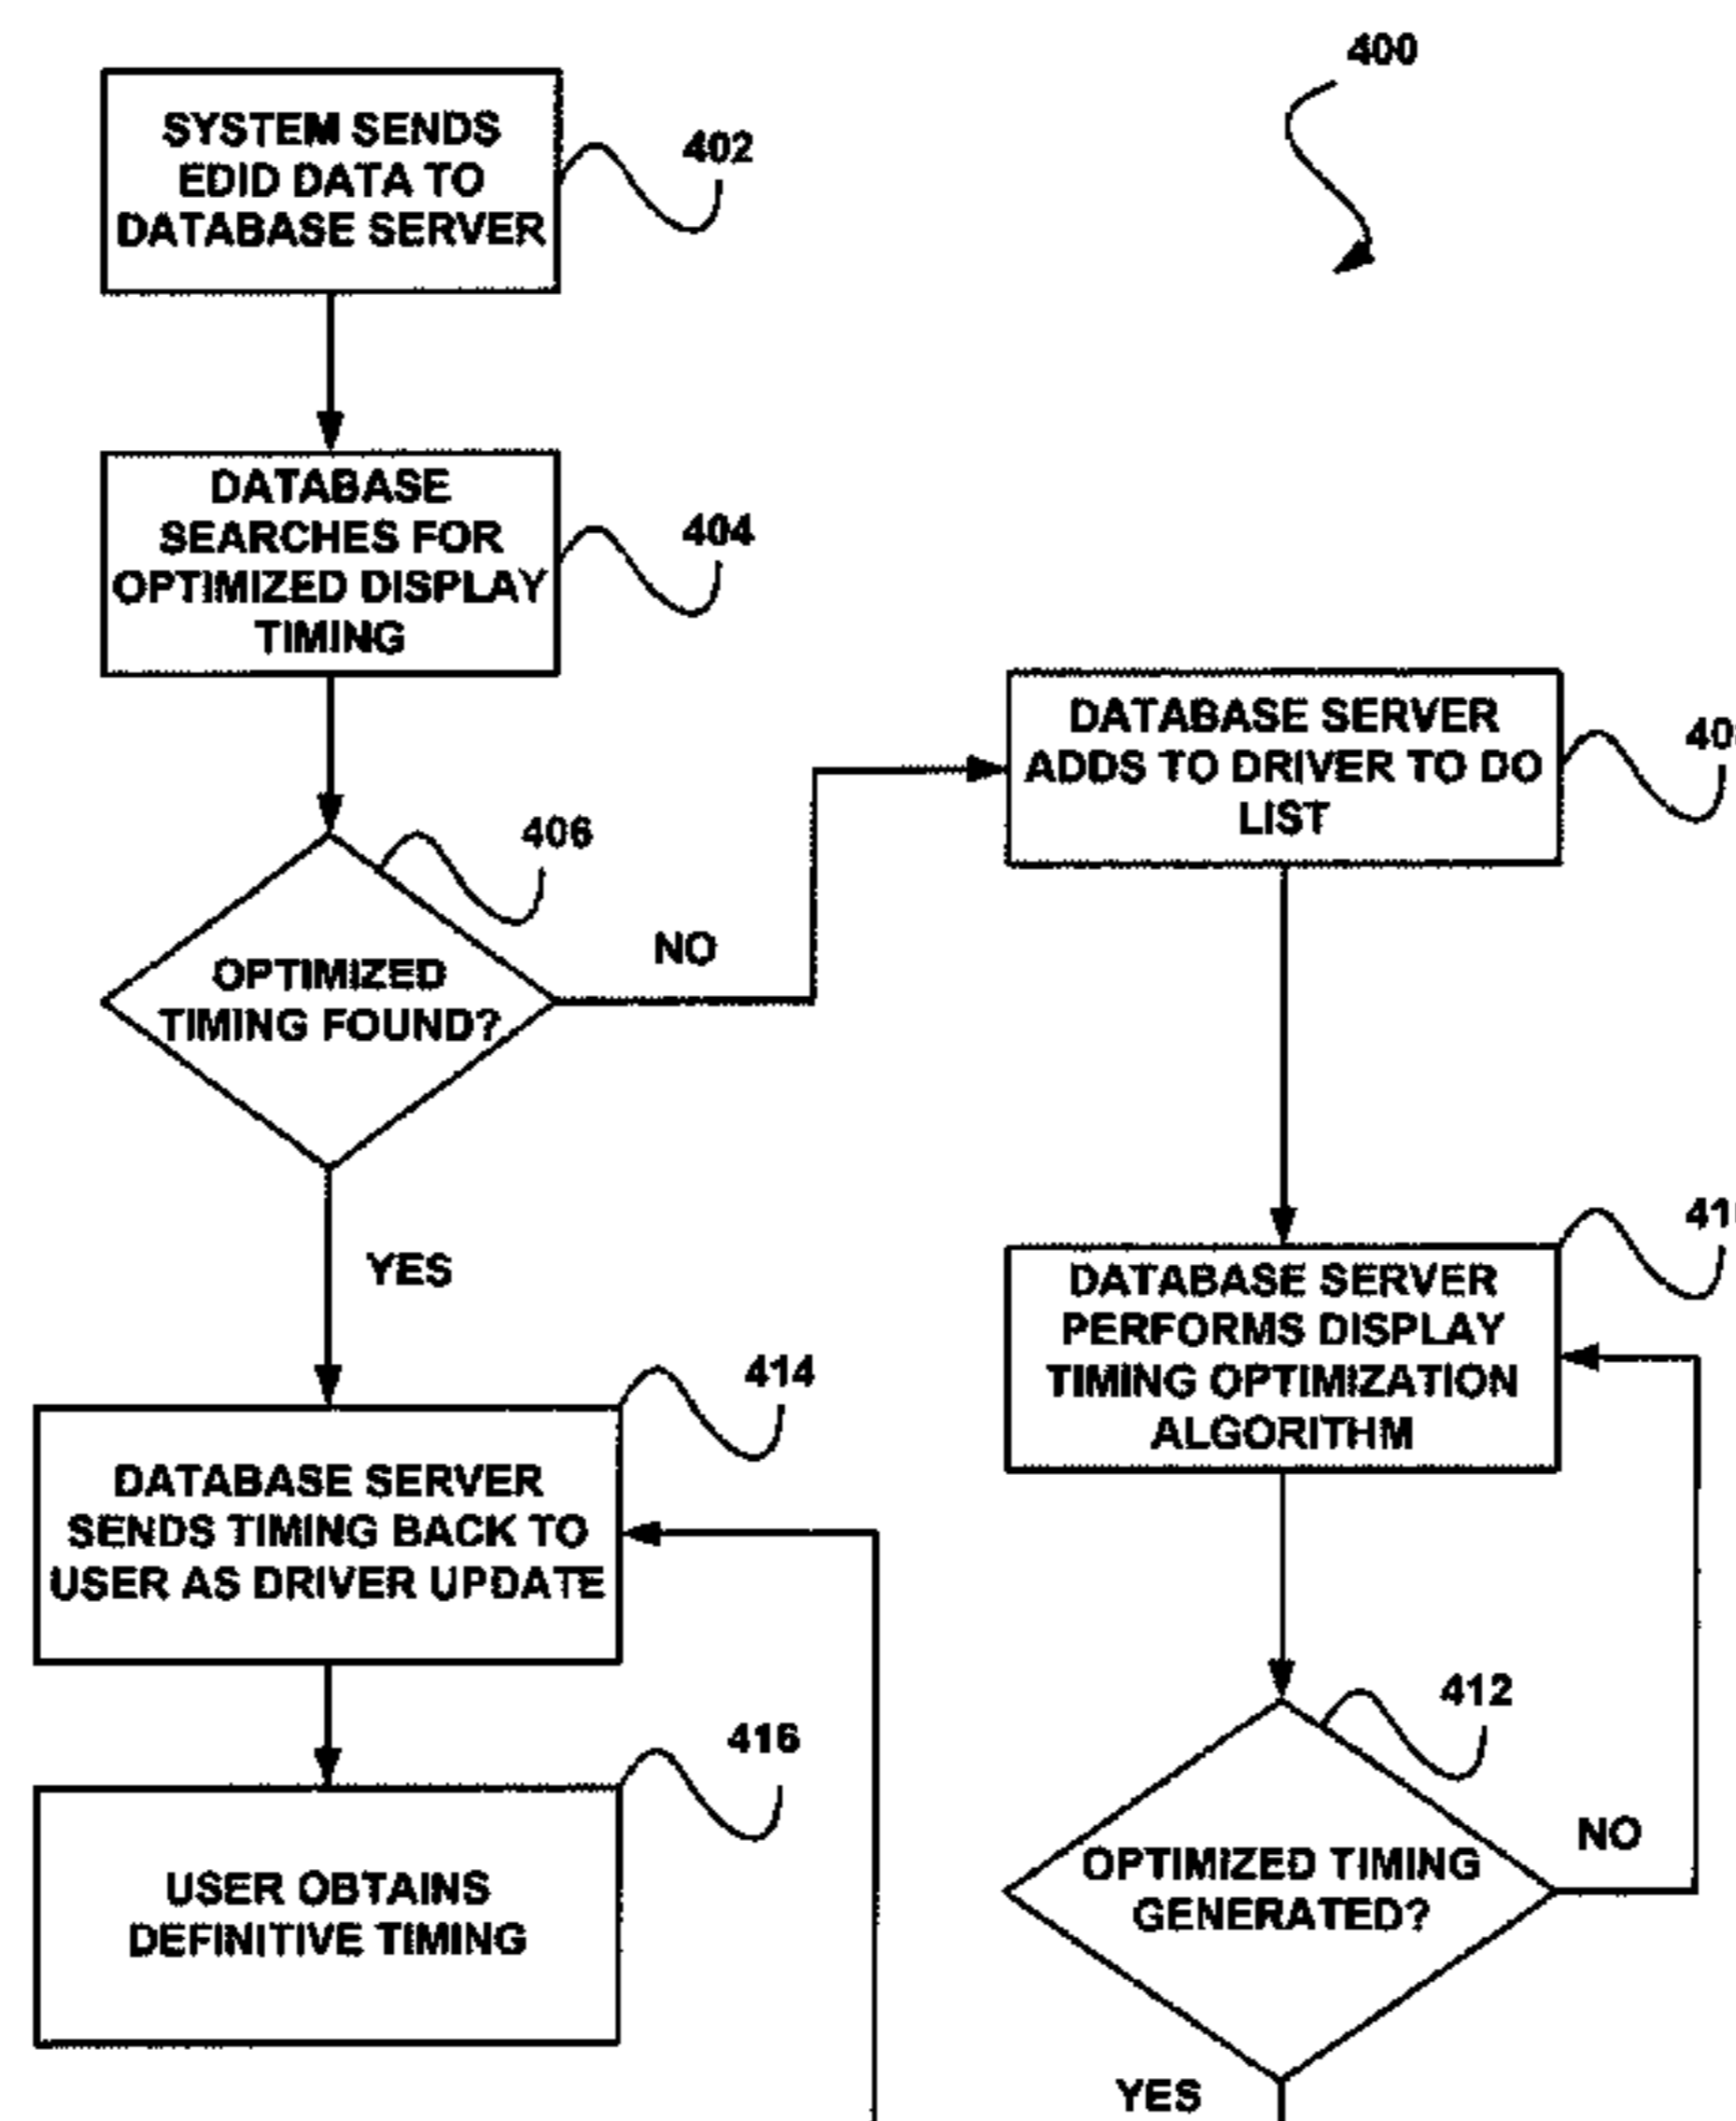 400
SYSTEM SENDS
EDID DATA TO
DATABASE SERVER
402
DATABASE
SEARCHES FOR
OPTIMIZED DISPLAY
TIMING
404
OPTIMIZED
TIMING FOUND?
406
NO
YES
DATABASE SERVER
ADDS TO DRIVER TO DO
LIST
DATABASE SERVER
PERFORMS DISPLAY
TIMING OPTIMIZATION
ALGORITHM
OPTIMIZED TIMING
GENERATED?
412
NO
YES
DATABASE SERVER
SENDS TIMING BACK TO
USER AS DRIVER UPDATE
414
USER OBTAINS
DEFINITIVE TIMING
416